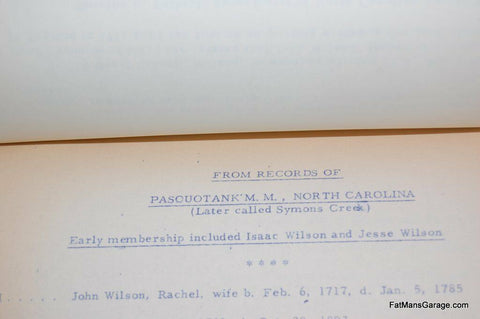 FROM RECORDS OF
PASQUOTANK M. M., NORTH CAROLINA
(Later called Symons Creek)
Early membership included Isaac Wilson and Jesse Wilson
****
John Wilson, Rachel, wife b. Feb. 6, 1717, d. Jan. 5, 1785
FatMansGarage.com